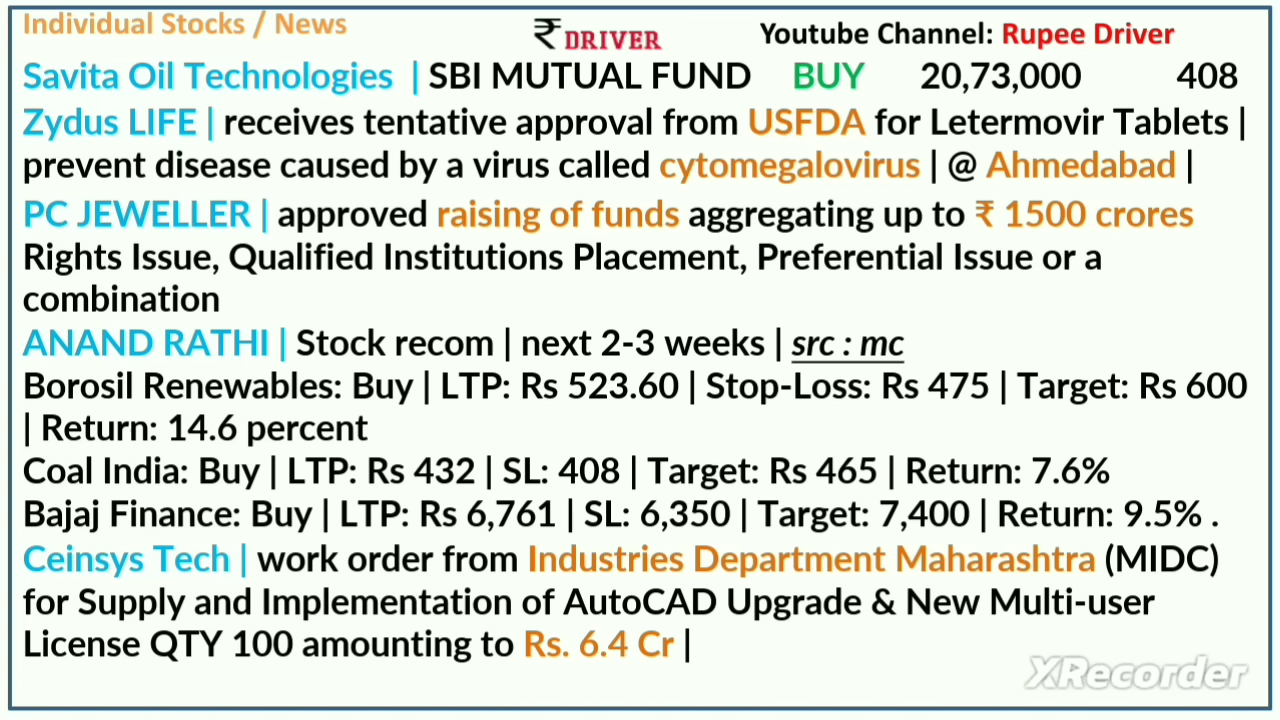 Individual Stocks / News
₹ DRIVER
Youtube Channel: Rupee Driver
Savita Oil Technologies | SBI MUTUAL FUND BUY 20,73,000 408
Zydus LIFE | receives tentative approval from USFDA for Letermovir Tablets |
prevent disease caused by a virus called cytomegalovirus | @ Ahmedabad |
PC JEWELLER | approved raising of funds aggregating up to ₹ 1500 crores
Rights Issue, Qualified Institutions Placement, Preferential Issue or a
combination
ANAND RATHI | Stock recom | next 2-3 weeks | src : mc
Borosil Renewables: Buy | LTP: Rs 523.60 | Stop-Loss: Rs 475 | Target: Rs 600
| Return: 14.6 percent
Coal India: Buy | LTP: Rs 432 | SL: 408 | Target: Rs 465 | Return: 7.6%
Bajaj Finance: Buy | LTP: Rs 6,761 | SL: 6,350 | Target: 7,400 | Return: 9.5% .
Ceinsys Tech | work order from Industries Department Maharashtra (MIDC)
for Supply and Implementation of AutoCAD Upgrade & New Multi-user
License QTY 100 amounting to Rs. 6.4 Cr |
XRecorder